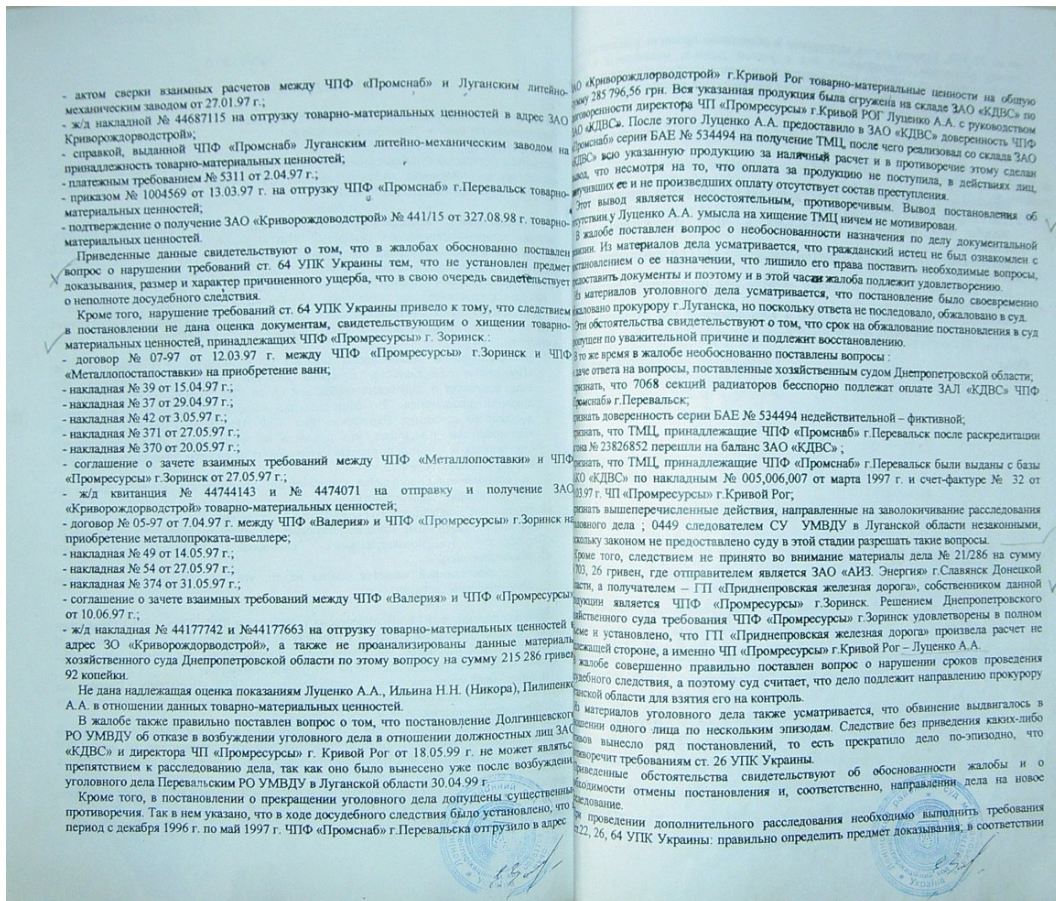 - актом сверки взаимных расчетов между ЧПФ «Промснаб» и Луганским литейно-
механическим заводом от 27.01.97 г.;
- ж/д накладной № 44687115 на отгрузку товарно-материальных ценностей в адрес ЗАО
Криворождорводстрой»;
- справкой, выданной ЧПФ «Промснаб» Луганским литейно-механическим заводом на
принадлежность товарно-материальных ценностей;
- платежным требованием № 5311 от 2.04.97 г.;
- приказом № 1004569 от 13.03.97 г. на отгрузку ЧПФ «Промснаб» г.Перевальск товарно-
материальных ценностей;
- подтверждение о получение ЗАО «Криворождоводстрой» № 441/15 от 327.08.98 г. товарно-
материальных ценностей.
Приведенные данные свидетельствуют о том, что в жалобах обоснованно поставлен
вопрос о нарушении требований ст. 64 УПК Украины тем, что не установлен предмет
доказывания, размер и характер причиненного ущерба, что в свою очередь свидетельствует
о неполноте досудебного следствия.
Кроме того, нарушение требований ст. 64 УПК Украины привело к тому, что следствием
в постановлении не дана оценка документам, свидетельствующим о хищении товарно-
материальных ценностей, принадлежащих ЧПФ «Промресурсы» г. Зоринск.:
- договор № 07-97 от 12.03.97 г. между ЧПФ «Промресурсы» г.Зоринск и ЧПФ
«Металлопостапоставки» на приобретение ванн;
- накладная № 39 от 15.04.97 г.;
- накладная № 37 от 29.04.97 г.;
- накладная № 42 от 3.05.97 г.;
- накладная № 371 от 27.05.97 г.;
- накладная № 370 от 20.05.97 г.;
- соглашение о зачете взаимных требований между ЧПФ «Металлопоставки» и ЧПФ
«Промресурсы» г.Зоринск от 27.05.97 г.;
- ж/д квитанция № 44744143 и № 4474071 на отправку и получение ЗАО
«Криворождорводстрой» товарно-материальных ценностей;
- договор № 05-97 от 7.04.97 г. между ЧПФ «Валерия» и ЧПФ «Промресурсы» г.Зоринск на
приобретение металлопроката-швеллере;
- накладная № 49 от 14.05.97 г.;
- накладная № 54 от 27.05.97 г.;
- накладная № 374 от 31.05.97 г.;
- соглашение о зачете взаимных требований между ЧПФ «Валерия» и ЧПФ «Промресурсы»
от 10.06.97 г.;
- ж/д накладная № 44177742 и №44177663 на отгрузку товарно-материальных ценностей в
адрес ЗО «Криворождорводстрой», а также не проанализированы данные материалы
хозяйственного суда Днепропетровской области по этому вопросу на сумму 215 286 гривен
92 копейки.
Не дана надлежащая оценка показаниям Луценко А.А., Ильина Н.Н. (Никора), Пилипенко
А.А. в отношении данных товарно-материальных ценностей.
В жалобе также правильно поставлен вопрос о том, что постановление Долгинцевского
РО УМВДУ об отказе в возбуждении уголовного дела в отношении должностных лиц ЗАО
«КДВС» и директора ЧП «Промресурсы» г. Кривой Рог от 18.05.99 г. не может являться
препятствием к расследованию дела, так как оно было вынесено уже после возбуждения
уголовного дела Перевальским РО УМВДУ в Луганской области 30.04.99 г.
Кроме того, в постановлении о прекращении уголовного дела допущены существенные
противоречия. Так в нем указано, что в ходе досудебного следствия было установлено, что в
период с декабря 1996 г. по май 1997 г. ЧПФ «Промснаб» г.Перевальска отгрузило в адрес
ЗАО «Криворождлорводстрой» г.Кривой Рог товарно-материальные ценности на общую
сумму 285 796,56 грн. Вся указанная продукция была сгружена на складе ЗАО «КДВС» по
договоренности директора ЧП «Промресурсы» г.Кривой РОГ Луценко А.А. с руководством
ЗАО «КДВС». После этого Луценко А.А. предоставило в ЗАО «КДВС» доверенность ЧПФ
«Промснаб» серии БАЕ № 534494 на получение ТМЦ, после чего реализовал со склада ЗАО
«КДВС» всю указанную продукцию за наличный расчет и в противоречие этому сделан
вывод, что несмотря на то, что оплата за продукцию не поступила, в действиях лиц,
получивших ее и не произведших оплату отсутствует состав преступления.
Этот вывод является несостоятельным, противоречивым. Вывод постановления об
отсутствии.у Луценко А.А. умысла на хищение ТМЦ ничем не мотивирован.
В жалобе поставлен вопрос о необоснованности назначения по делу документальной
ревизии. Из материалов дела усматривается, что гражданский истец не был ознакомлен с
постановлением о ее назначении, что лишило его права поставить необходимые вопросы,
предоставить документы и поэтому и в этой части жалоба подлежит удовлетворению.
Из материалов уголовного дела усматривается, что постановление было своевременно
обжаловано прокурору г.Луганска, но поскольку ответа не последовало, обжаловано в суд.
Эти обстоятельства свидетельствуют о том, что срок на обжалование постановления в суд
пропущен по уважительной причине и подлежит восстановлению.
В то же время в жалобе необоснованно поставлены вопросы :
даче ответа на вопросы, поставленные хозяйственным судом Днепропетровской области;
признать, что 7068 секций радиаторов бесспорно подлежат оплате ЗАЛ «КДВС» ЧПФ
«Промснаб» г.Перевальск;
признать доверенность серии БАЕ № 534494 недействительной – фиктивной;
признать, что ТМЦ, принадлежащие ЧПФ «Промснаб» г.Перевальск после раскредитации
№ 23826852 перешли на баланс ЗАО «КДВС» ;
признать, что ТМЦ, принадлежащие ЧПФ «Промснаб» г.Перевальск были выданы с базы
«КДВС» по накладным № 005,006,007 от марта 1997 г. и счет-фактуре № 32 от
.03.97 г. ЧП «Промресурсы» г.Кривой Рог;
признать вышеперечисленные действия, направленные на заволокичивание расследования
уголовного дела ; 0449 следователем СУ УМВДУ в Луганской области незаконными,
поскольку законом не предоставлено суду в этой стадии разрешать такие вопросы.
Кроме того, следствием не принято во внимание материалы дела № 21/286 на сумму
703, 26 гривен, где отправителем является ЗАО «АИЗ. Энергия» г.Славянск Донецкой
области, а получателем – ГП «Приднепровская железная дорога», собственником данной
продукции является ЧПФ «Промресурсы» г.Зоринск. Решением Днепропетровского
хозяйственного суда требования ЧПФ «Промресурсы» г.Зоринск удовлетворены в полном
объеме и установлено, что ГП «Приднепровская железная дорога» произвела расчет не
надлежащей стороне, а именно ЧП «Промресурсы» г.Кривой Рог – Луценко А.А.
В жалобе совершенно правильно поставлен вопрос о нарушении сроков проведения
досудебного следствия, а поэтому суд считает, что дело подлежит направлению прокурору
Луганской области для взятия его на контроль.
Из материалов уголовного дела также усматривается, что обвинение выдвигалось в
отношении одного лица по нескольким эпизодам. Следствие без приведения каких-либо
мотивов вынесло ряд постановлений, то есть прекратило дело по-эпизодно, что
противоречит требованиям ст. 26 УПК Украины.
Приведенные обстоятельства свидетельствуют об обоснованности жалобы и о
необходимости отмены постановления и, соответственно, направлении дела на новое
расследование.
При проведении дополнительного расследования необходимо выполнить требования
ст.22, 26, 64 УПК Украины: правильно определить предмет доказывания; в соответствии